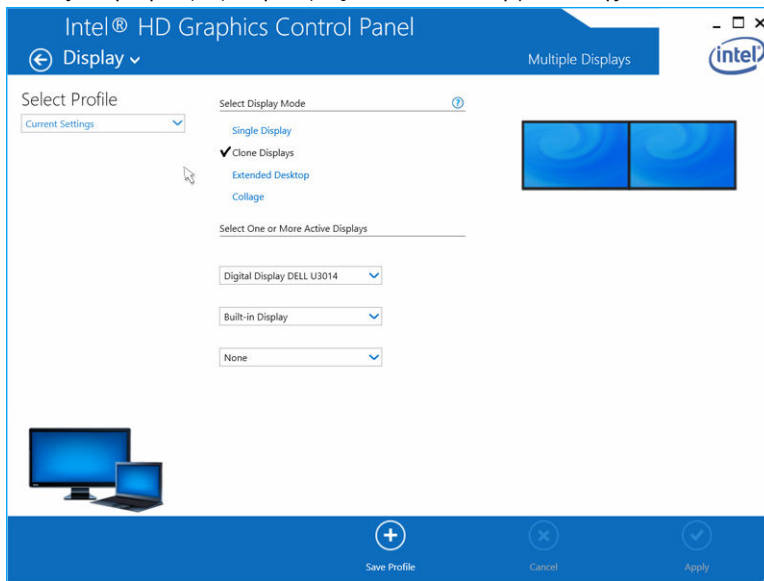 Intel® HD Graphics Control Panel
Display
Multiple Displays
intel
Select Profile
Current Settings
Select Display Mode
?
Single Display
Clone Displays
Extended Desktop
Collage
Select One or More Active Displays
Digital Display DELL U3014
Built-in Display
None
Save Profile
Cancel
Apply